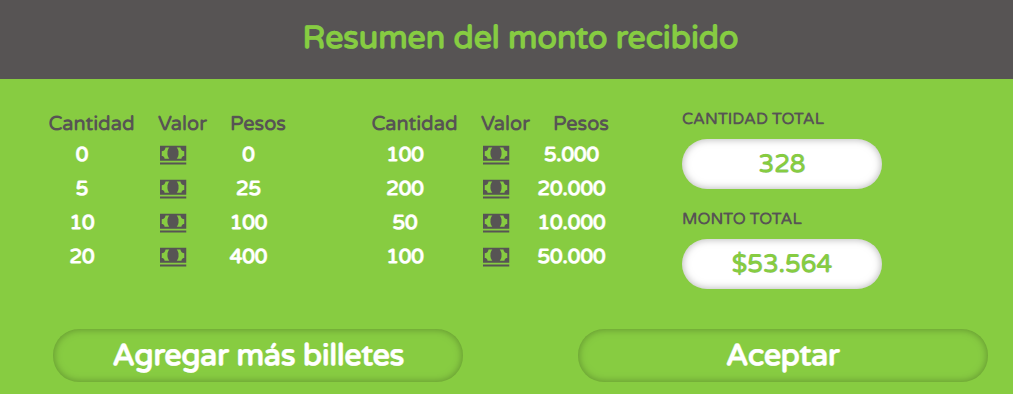 Resumen del monto recibido
Cantidad Valor Pesos Cantidad Valor Pesos CANTIDAD TOTAL
0 0 100 5.000 328
5 25 200 20.000
10 100 50 10.000 MONTO TOTAL
20 400 100 50.000 $53.564
Agregar más billetes Aceptar